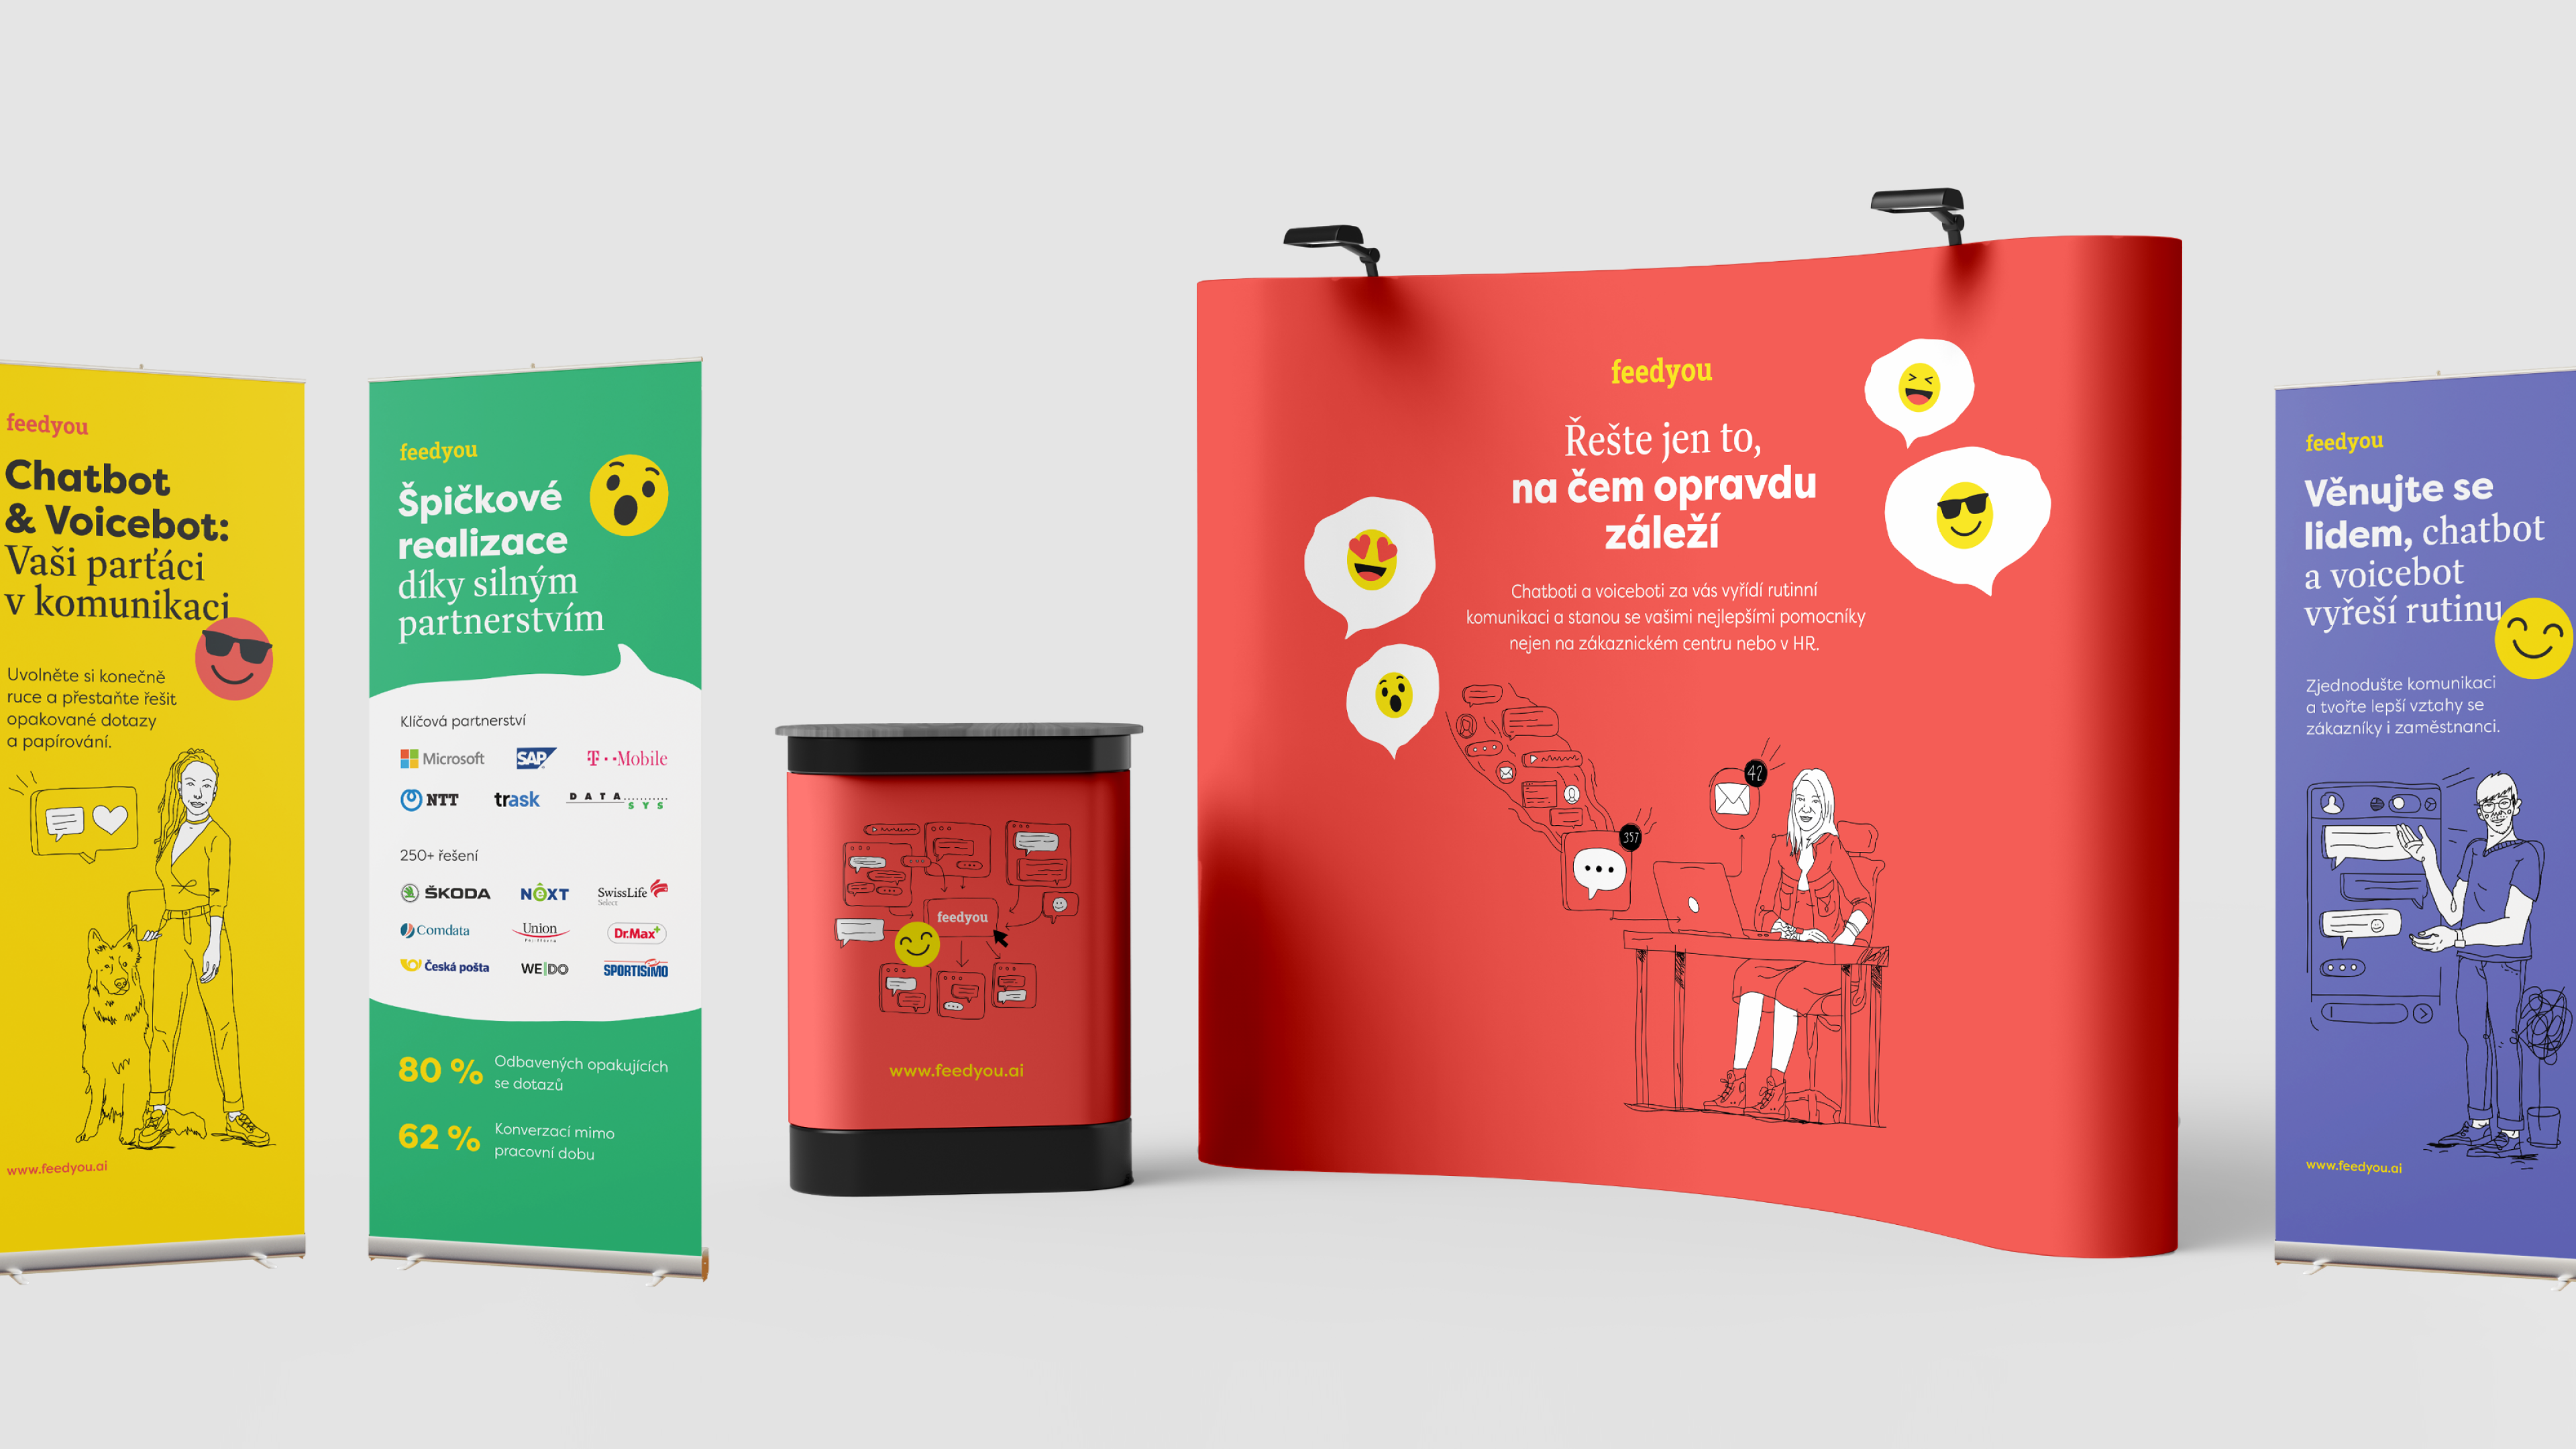 feedyou
Chatbot
& Voicebot:
Vaši parťáci
v komunikaci
Uvolněte si konečně
ruce a přestaňte řešit
opakované dotazy
a papírování.
www.feedyou.ai
feedyou
Špičkové
realizace
díky silným
partnerstvím
Klíčová partnerství
Microsoft SAP T··Mobile
NTT trask DATA
SYS
250+ řešení
ŠKODA NÊXT SwissLife
Select
Comdata Union Dr.Max+
Česká pošta WE|DO SPORTISIMO
80 % Odbavených opakujících
se dotazů
62 % Konverzací mimo
pracovní dobu
feedyou
www.feedyou.ai
feedyou
Řešte jen to,
na čem opravdu
záleží
Chatboti a voiceboti za vás vyřídí rutinní
komunikaci a stanou se vašimi nejlepšími pomocníky
nejen na zákaznickém centru nebo v HR.
42
357
feedyou
Věnujte se
lidem, chatbot
a voicebot
vyřeší rutinu
Zjednodušte komunikaci
a tvořte lepší vztahy se
zákazníky i zaměstnanci.
www.feedyou.ai